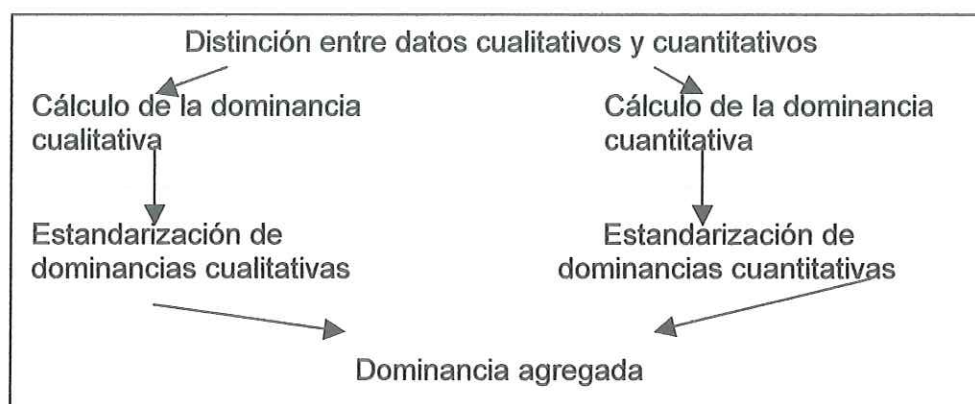 Distinción entre datos cualitativos y cuantitativos
Cálculo de la dominancia
cualitativa
Cálculo de la dominancia
cuantitativa
Estandarización de
dominancias cualitativas
Estandarización de
dominancias cuantitativas
Dominancia agregada